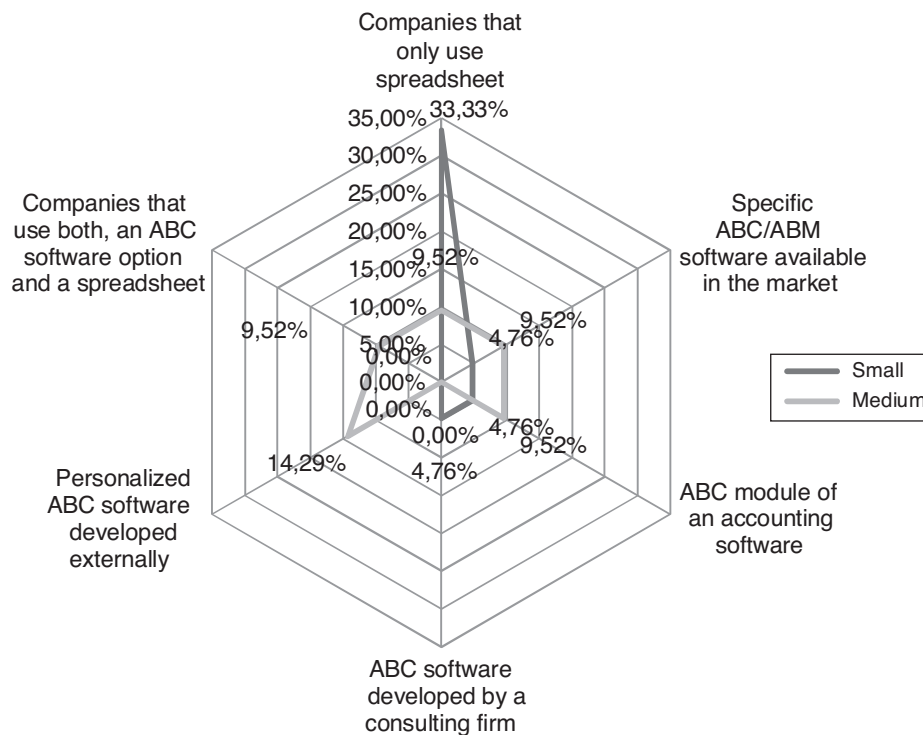 Companies that
only use
spreadsheet
35,00%
33,33%
30,00%
25,00%
20,00%
9,52%
15,00%
10,00%
5,00%
0,00%
0,00%
0,00%
Companies that
use both, an ABC
software option
and a spreadsheet
9,52%
Specific
ABC/ABM
software available
in the market
9,52%
4,76%
Small
Medium
4,76%
9,52%
0,00%
4,76%
14,29%
Personalized
ABC software
developed
externally
ABC module of
an accounting
software
ABC software
developed by a
consulting firm